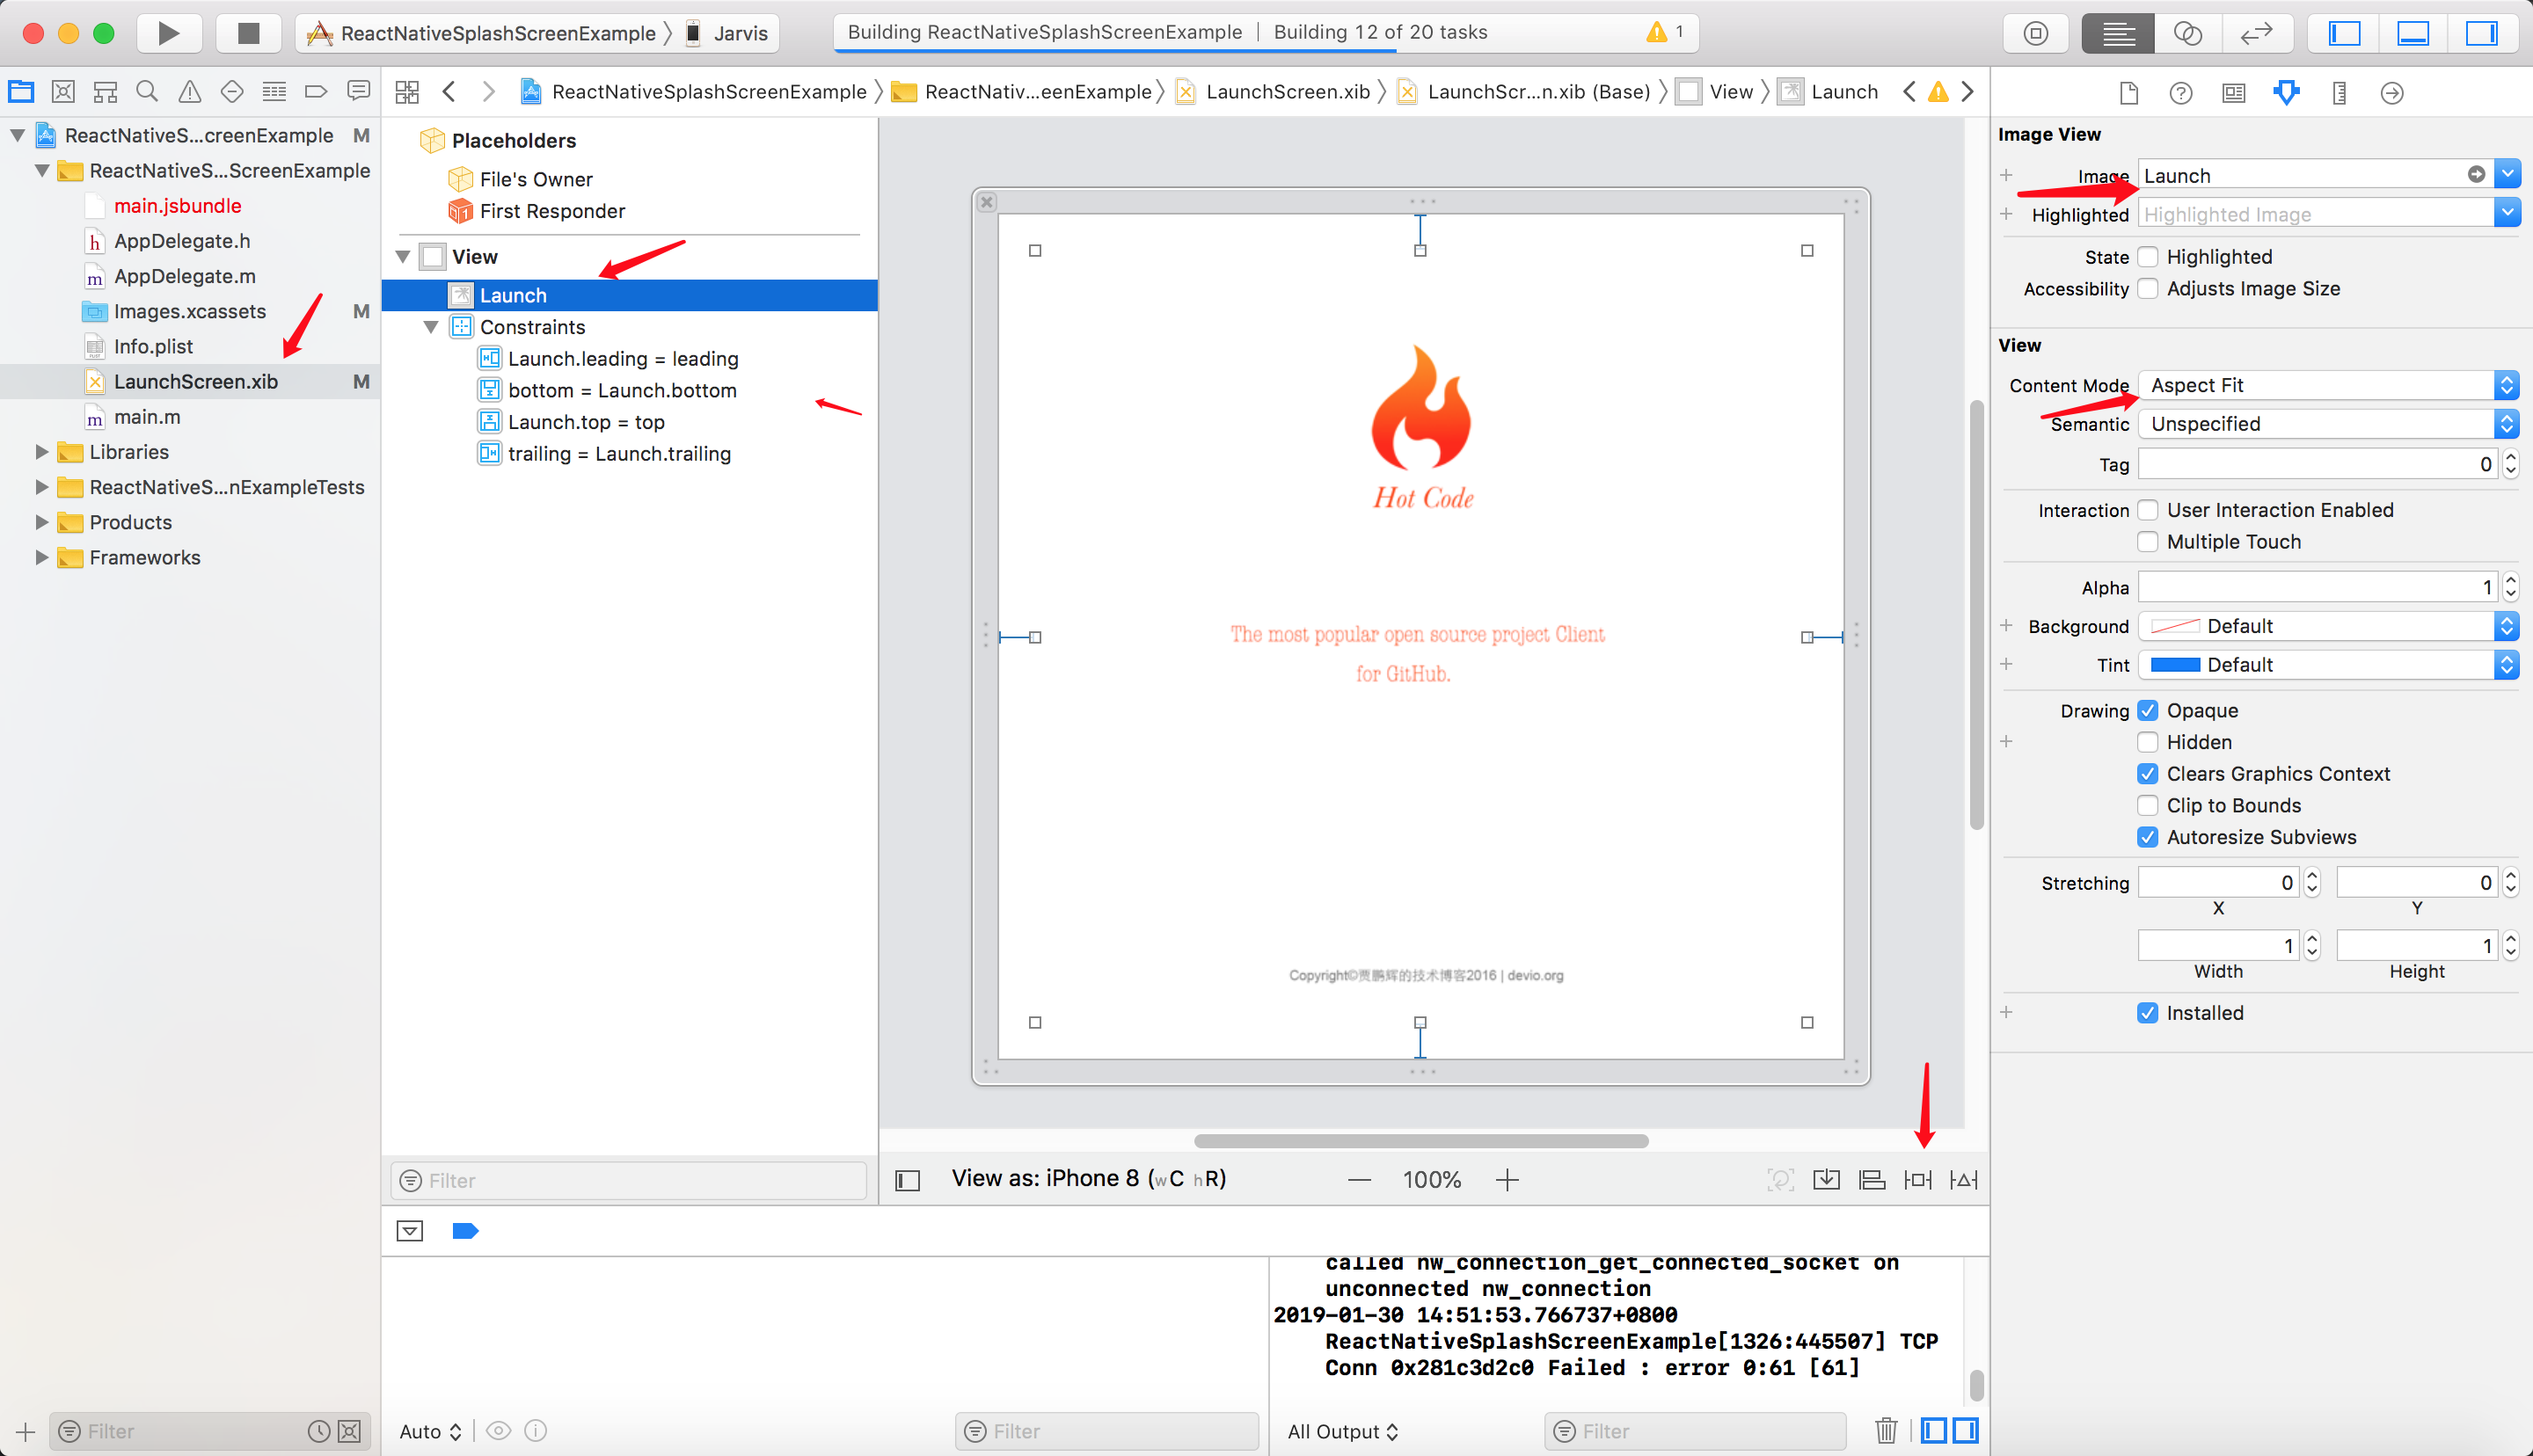 ReactNativeSplashScreenExample
Jarvis
Building ReactNativeSplashScreenExample | Building 12 of 20 tasks
1
ReactNativeSplashScreenExample
ReactNativ...eenExample
LaunchScreen.xib
LaunchScr...n.xib (Base)
View
Launch
ReactNativeS...creenExample M
ReactNativeS...ScreenExample
main.jsbundle
h AppDelegate.h
m AppDelegate.m
Images.xcassets M
Info.plist
LaunchScreen.xib M
m main.m
Libraries
ReactNativeS...nExampleTests
Products
Frameworks
Filter
Placeholders
File's Owner
First Responder
View
Launch
Constraints
Launch.leading = leading
bottom = Launch.bottom
Launch.top = top
trailing = Launch.trailing
Filter
Hot Code
The most popular open source project Client
for GitHub.
Copyright©贾鹏辉的技术博客2016 | devio.org
View as: iPhone 8 (wC hR)
100%
Image View
Image Launch
Highlighted Highlighted Image
State Highlighted
Accessibility Adjusts Image Size
View
Content Mode Aspect Fit
Semantic Unspecified
Tag 0
Interaction User Interaction Enabled
Multiple Touch
Alpha 1
Background Default
Tint Default
Drawing Opaque
Hidden
Clears Graphics Context
Clip to Bounds
Autoresize Subviews
Stretching 0 0
X Y
1 1
Width Height
Installed
called nw_connection_get_connected_socket on
unconnected nw_connection
2019-01-30 14:51:53.766737+0800
ReactNativeSplashScreenExample[1326:445507] TCP
Conn 0x281c3d2c0 Failed : error 0:61 [61]
Auto
Filter
All Output
Filter